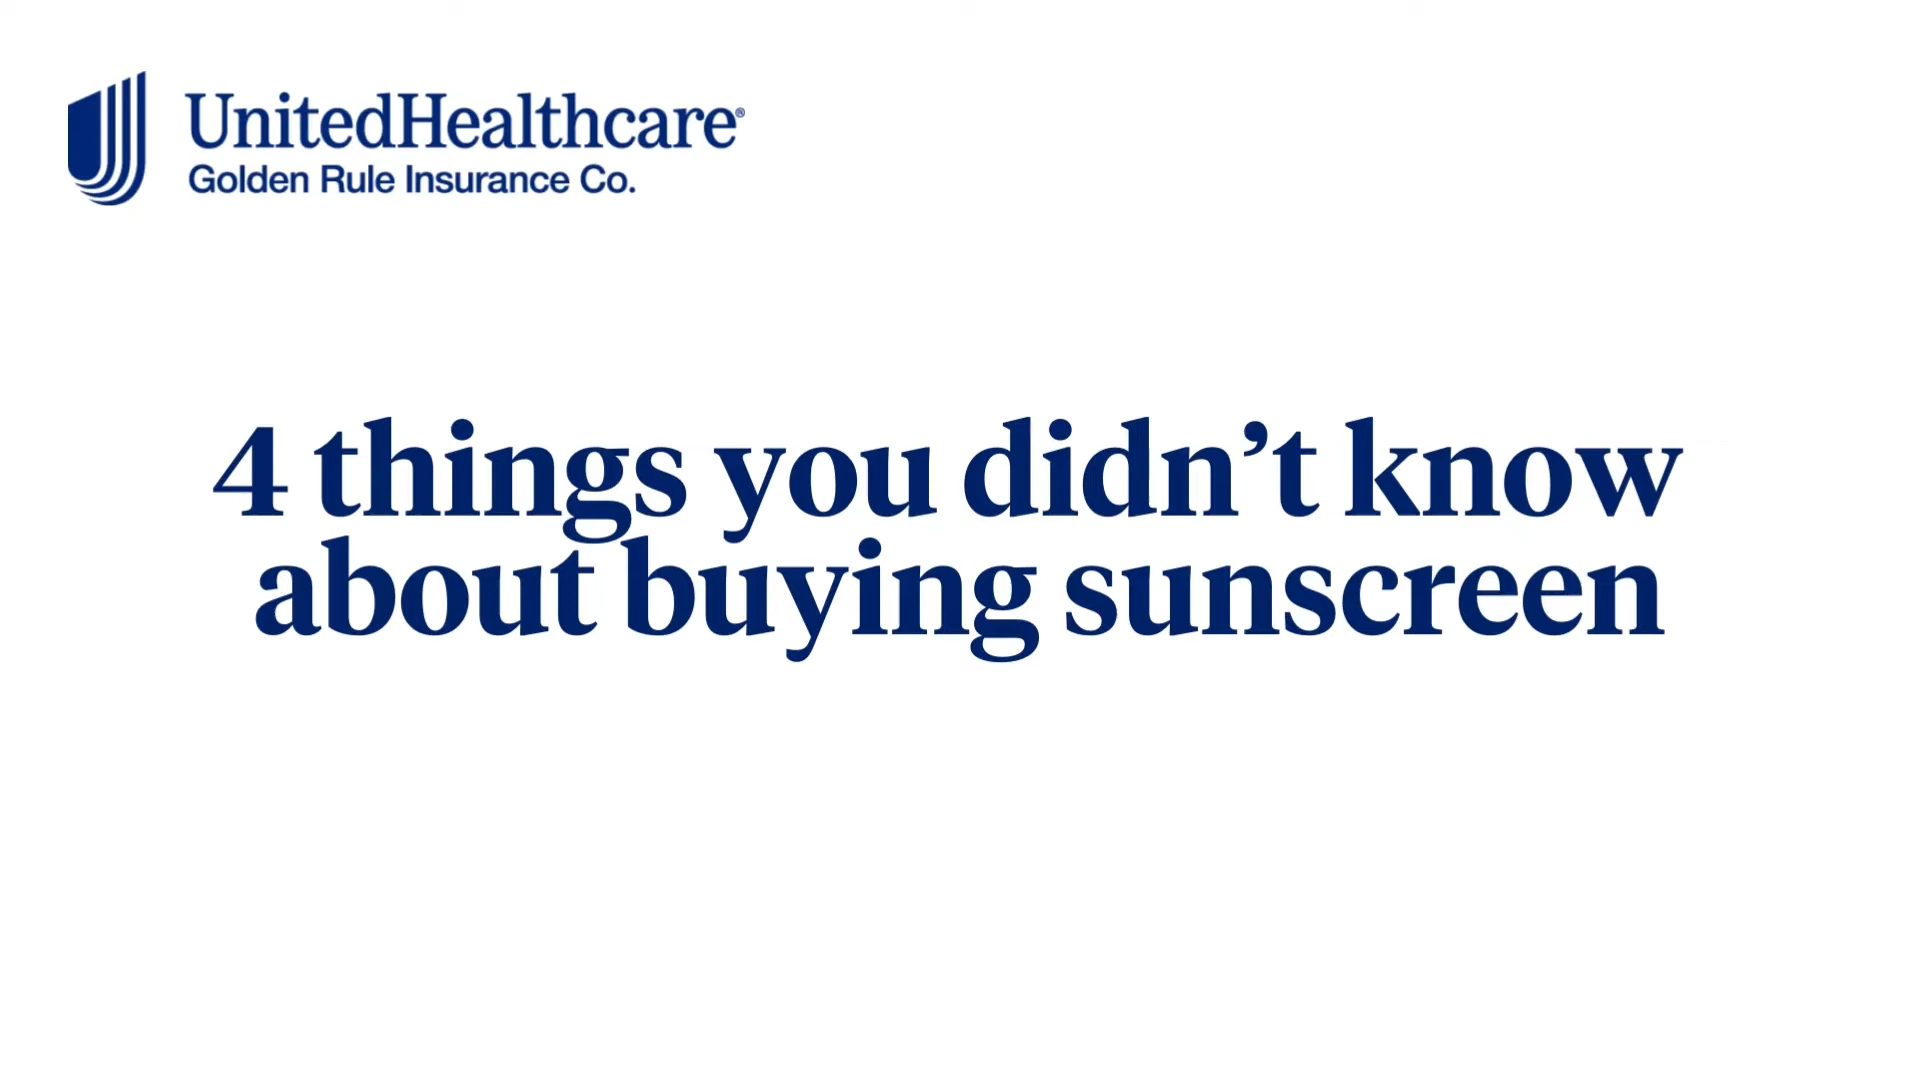 UnitedHealthcare®
Golden Rule Insurance Co.
4 things you didn’t know
about buying sunscreen